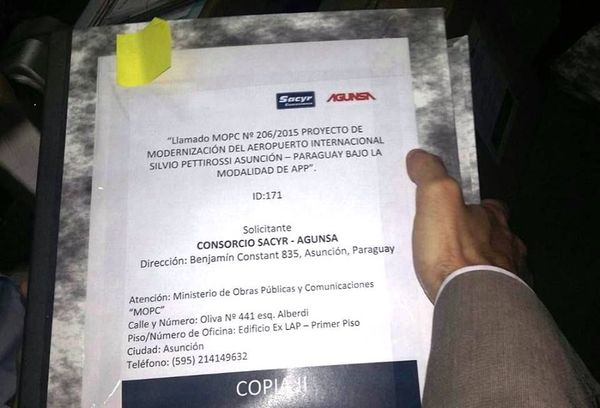 Sacyr
AGUNSA
"Llamado MOPC Nº 206/2015 PROYECTO DE
MODERNIZACIÓN DEL AEROPUERTO INTERNACIONAL
SILVIO PETTIROSSI ASUNCIÓN – PARAGUAY BAJO LA
MODALIDAD DE APP".
ID:171
Solicitante
CONSORCIO SACYR - AGUNSA
Dirección: Benjamín Constant 835, Asunción, Paraguay
Atención: Ministerio de Obras Públicas y Comunicaciones
"MOPC"
Calle y Número: Oliva Nº 441 esq. Alberdi
Piso/Número de Oficina: Edificio Ex LAP – Primer Piso
Ciudad: Asunción
Teléfono: (595) 214149632
COPIA II